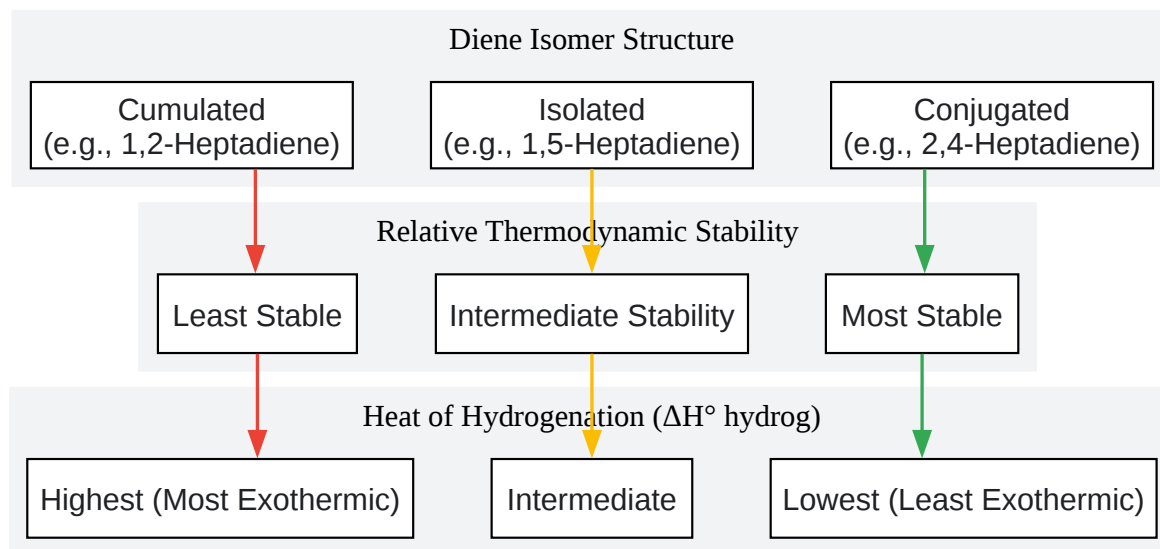 Diene Isomer Structure
Cumulated
(e.g., 1,2-Heptadiene)
Isolated
(e.g., 1,5-Heptadiene)
Conjugated
(e.g., 2,4-Heptadiene)
Relative Thermodynamic Stability
Least Stable
Intermediate Stability
Most Stable
Heat of Hydrogenation (ΔH° hydrog)
Highest (Most Exothermic)
Intermediate
Lowest (Least Exothermic)